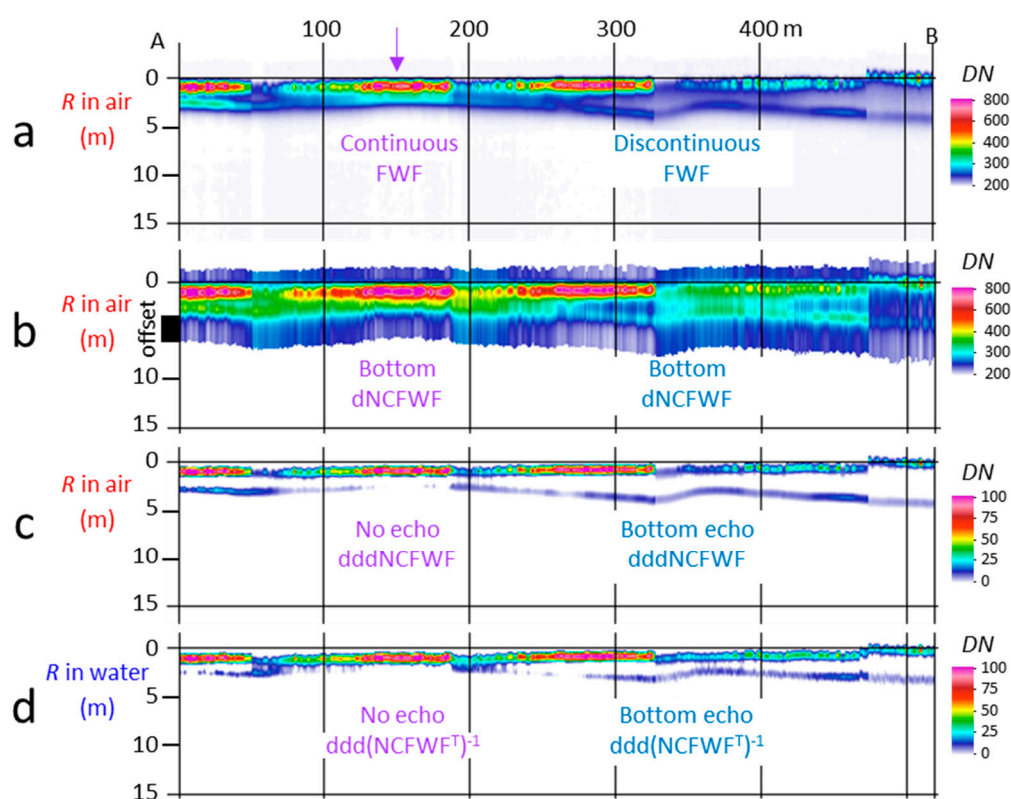 A 100 200 300 400 m B
a
R in air
(m)
0
5
10
15
Continuous
FWF
Discontinuous
FWF
DN
800
600
400
300
200
b
R in air
(m)
offset
0
10
15
Bottom
dNCFWF
Bottom
dNCFWF
DN
800
600
400
300
200
c
R in air
(m)
0
5
10
15
No echo
dddNCFWF
Bottom echo
dddNCFWF
DN
100
75
50
25
0
d
R in water
(m)
0
5
10
15
No echo
ddd(NCFWFᵀ)⁻¹
Bottom echo
ddd(NCFWFᵀ)⁻¹
DN
100
75
50
25
0